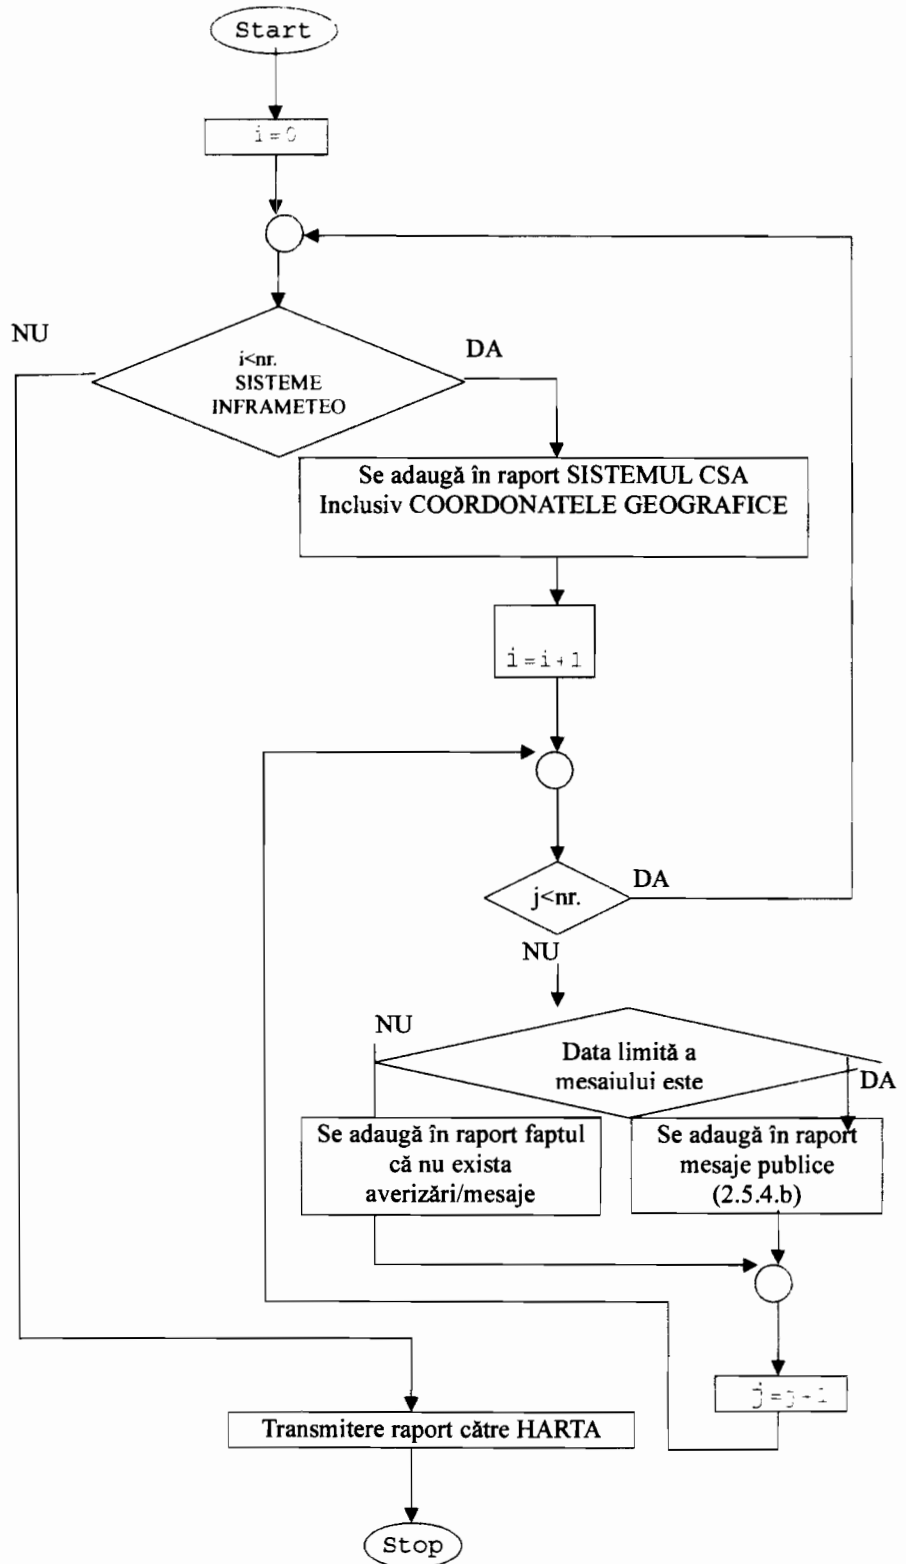 Start
i = 0
NU
DA
i<nr.
SISTEME
INFRAMETEO
Se adaugă în raport SISTEMUL CSA
Inclusiv COORDONATELE GEOGRAFICE
i = i + 1
j<nr.
DA
NU
NU
Data limită a
mesaiului este
DA
Se adaugă în raport faptul
că nu exista
averizări/mesaje
Se adaugă în raport
mesaje publice
(2.5.4.b)
j = j + 1
Transmitere raport către HARTA
Stop